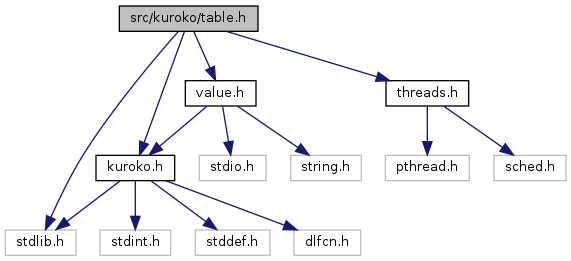 src/kuroko/table.h
value.h
threads.h
kuroko.h
stdio.h
string.h
pthread.h
sched.h
stdlib.h
stdint.h
stddef.h
dlfcn.h